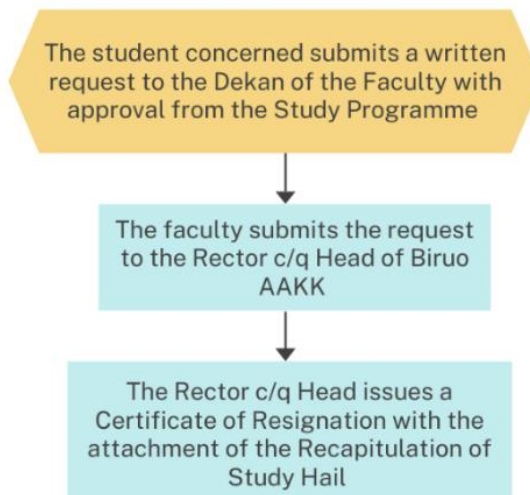 The student concerned submits a written
request to the Dekan of the Faculty with
approval from the Study Programme
The faculty submits the request
to the Rector c/q Head of Biruo
AAKK
The Rector c/q Head issues a
Certificate of Resignation with the
attachment of the Recapitulation of
Study Hail